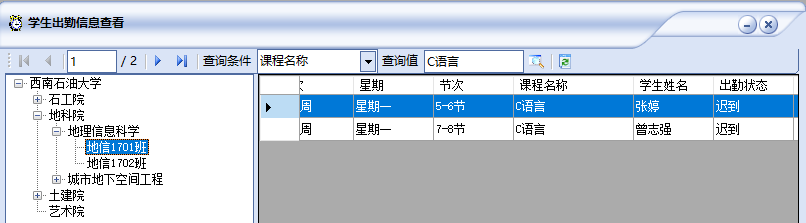 学生出勤信息查看
1 / 2 查询条件 课程名称 查询值 C语言
西南石油大学
石工院
地科院
地理信息科学
地信1701班
地信1702班
城市地下空间工程
土建院
艺术院
星期 节次 课程名称 学生姓名 出勤状态
周 星期一 5-6节 C语言 张婷 迟到
周 星期一 7-8节 C语言 曾志强 迟到